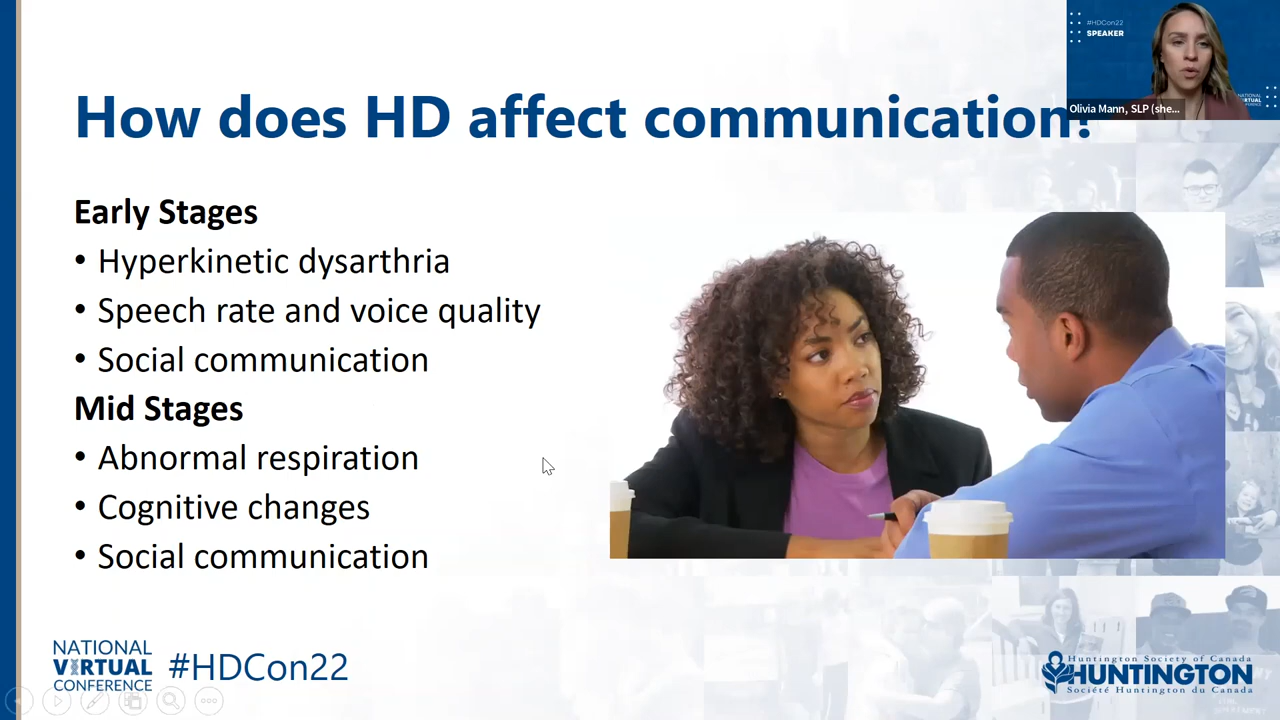 #HDCon22
SPEAKER
Olivia Mann, SLP (she...
How does HD affect communication?
Early Stages
• Hyperkinetic dysarthria
• Speech rate and voice quality
• Social communication
Mid Stages
• Abnormal respiration
• Cognitive changes
• Social communication
NATIONAL
VIRTUAL
CONFERENCE
#HDCon22
Huntington Society of Canada
HUNTINGTON
Société Huntington du Canada